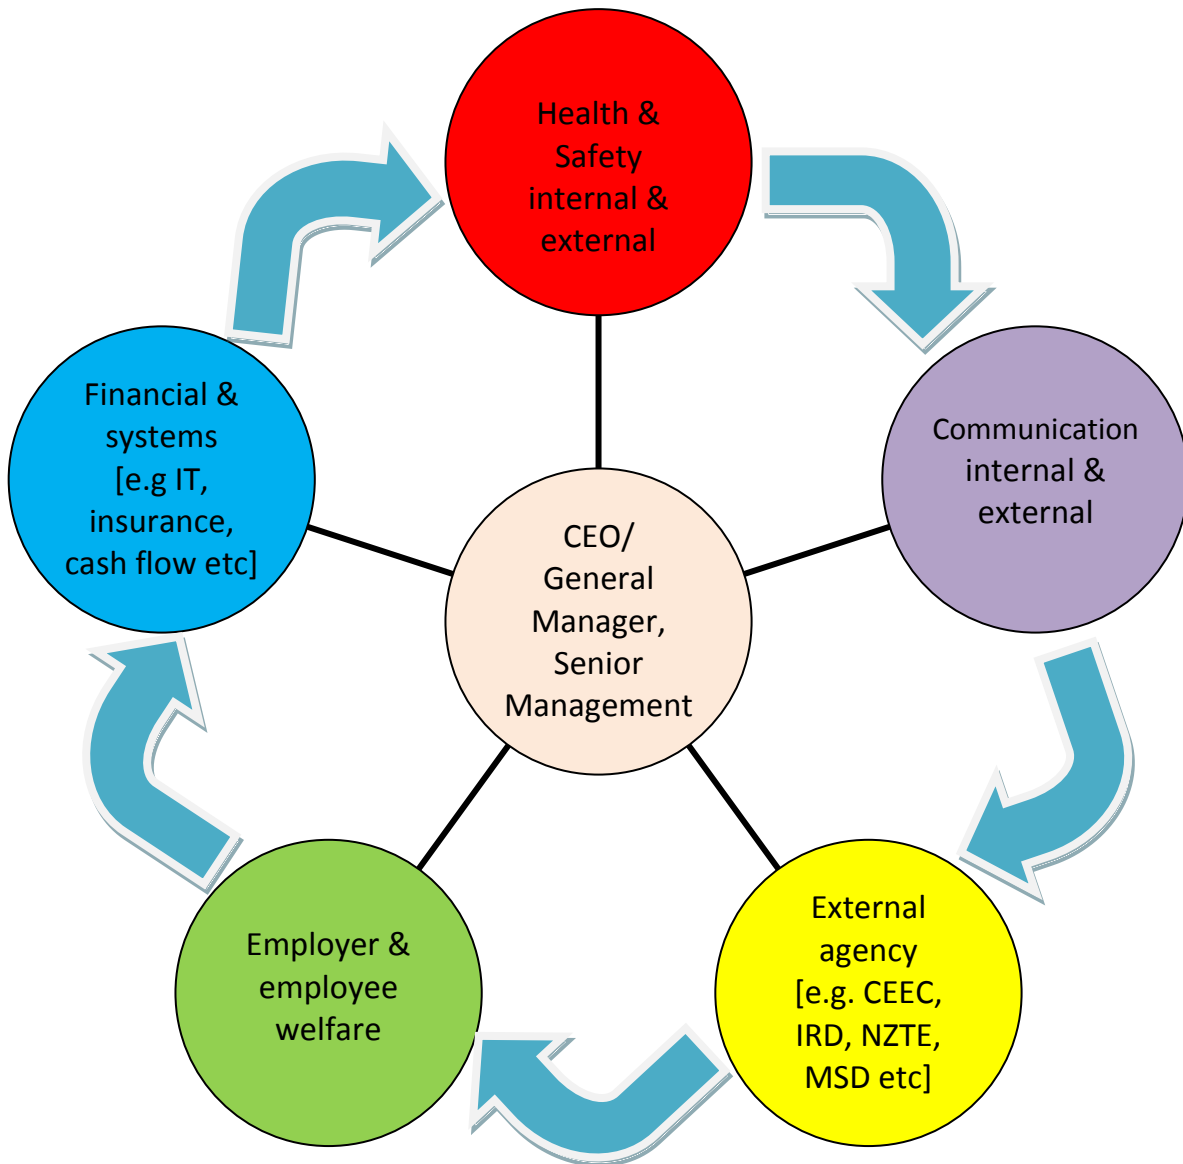 Health &
Safety
internal &
external
Communication
internal &
external
External
agency
[e.g. CEEC,
IRD, NZTE,
MSD etc]
Employer &
employee
welfare
Financial &
systems
[e.g IT,
insurance,
cash flow etc]
CEO/
General
Manager,
Senior
Management